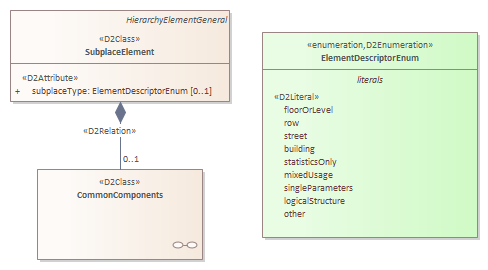 HierarchyElementGeneral
«D2Class»
SubplaceElement
«D2Attribute»
+ subplaceType: ElementDescriptorEnum [0..1]
«D2Relation»
0..1
«D2Class»
CommonComponents
«enumeration,D2Enumeration»
ElementDescriptorEnum
literals
«D2Literal»
floorOrLevel
row
street
building
statisticsOnly
mixedUsage
singleParameters
logicalStructure
other